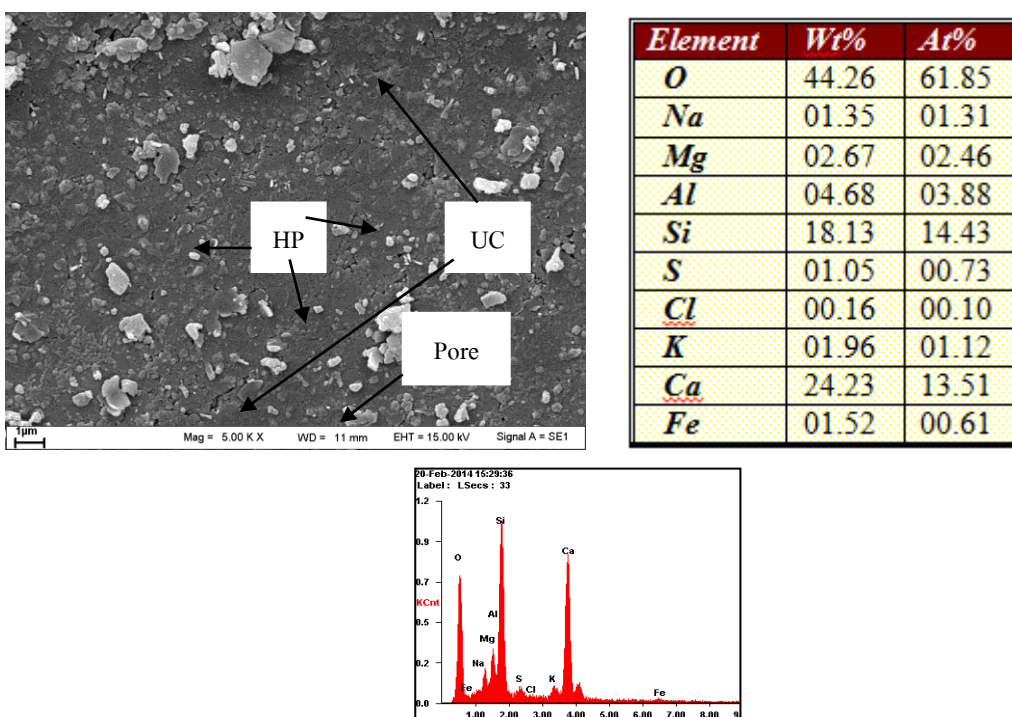 HP
UC
Pore
1µm
Mag = 5.00 K X WD = 11 mm EHT = 15.00 kV Signal A = SE1
Element Wt% At%
O 44.26 61.85
Na 01.35 01.31
Mg 02.67 02.46
Al 04.68 03.88
Si 18.13 14.43
S 01.05 00.73
Cl 00.16 00.10
K 01.96 01.12
Ca 24.23 13.51
Fe 01.52 00.61
20-Feb-2014 15:29:36
Label : LSecs : 33
1.2
Si
0.9
Ca
O
0.7
KCnt
Al
0.5
Mg
0.2
Na
Fe
S
Cl
K
Fe
0.0
1.00 2.00 3.00 4.00 5.00 6.00 7.00 8.00 9